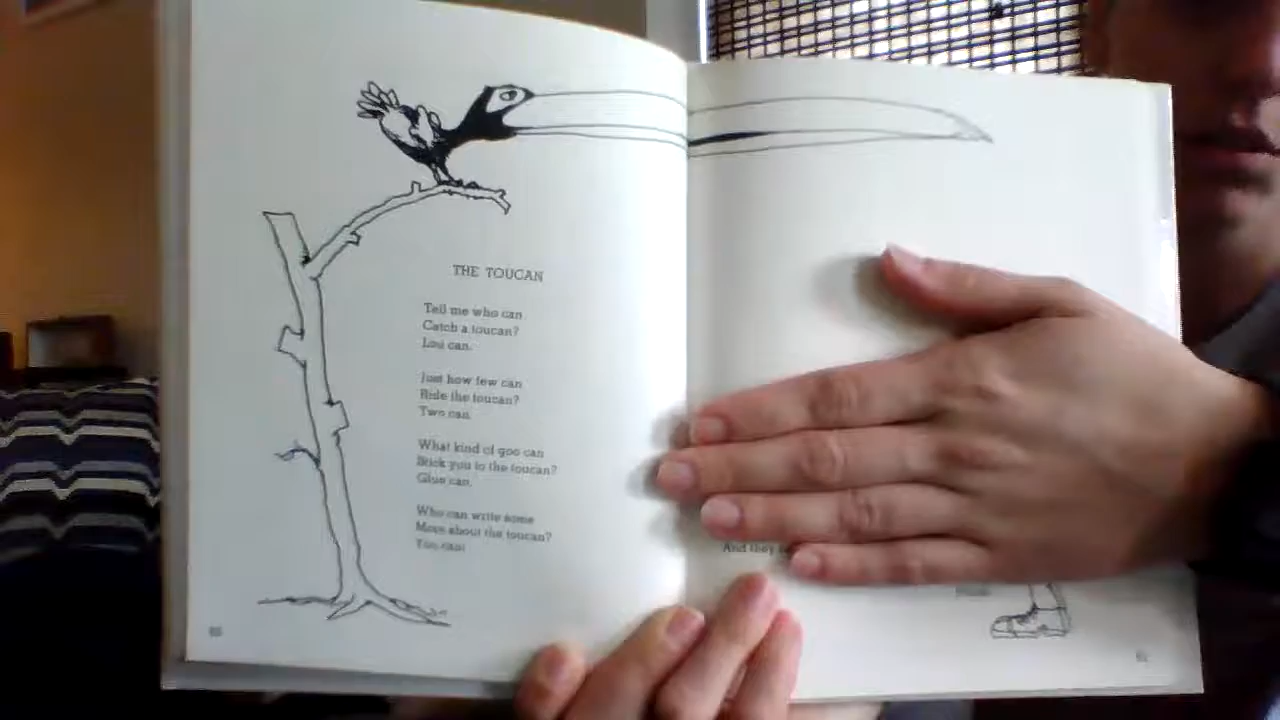 THE TOUCAN
Tell me who can
Catch a toucan?
Lou can.
Just how few can
Ride the toucan?
Two can.
What kind of goo can
Stick you to the toucan?
Glue can.
Who can write some
More about the toucan?
You can!
And they